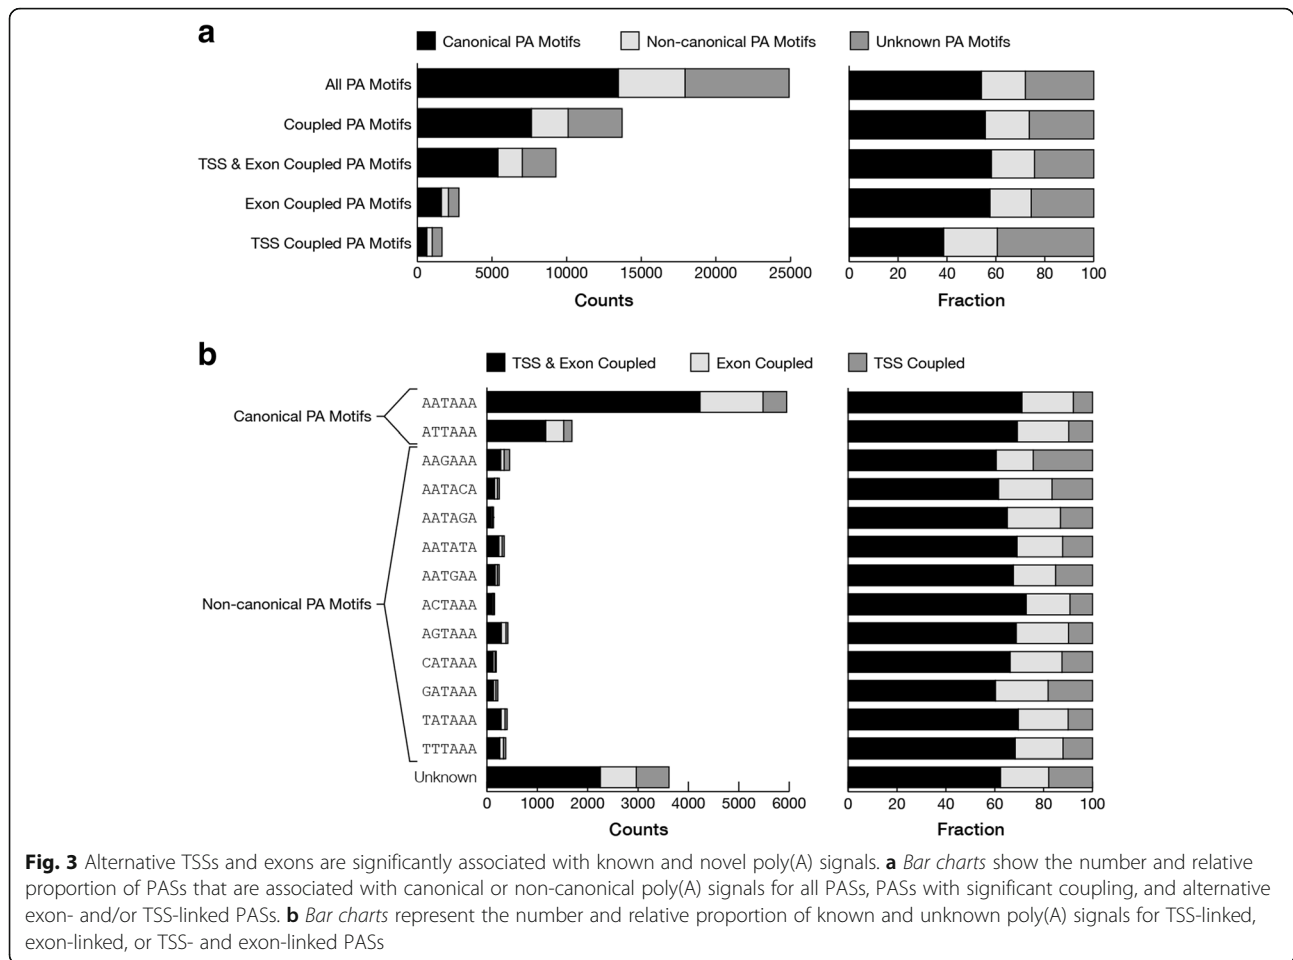 a
Canonical PA Motifs Non-canonical PA Motifs Unknown PA Motifs
All PA Motifs
Coupled PA Motifs
TSS & Exon Coupled PA Motifs
Exon Coupled PA Motifs
TSS Coupled PA Motifs
0 5000 10000 15000 20000 25000
Counts
0 20 40 60 80 100
Fraction
b
TSS & Exon Coupled Exon Coupled TSS Coupled
Canonical PA Motifs
AATAAA
ATTAAA
Non-canonical PA Motifs
AAGAAA
AATACA
AATAGA
AATATA
AATGAA
ACTAAA
AGTAAA
CATAAA
GATAAA
TATAAA
TTTAAA
Unknown
0 1000 2000 3000 4000 5000 6000
Counts
0 20 40 60 80 100
Fraction
Fig. 3 Alternative TSSs and exons are significantly associated with known and novel poly(A) signals. a Bar charts show the number and relative
proportion of PASs that are associated with canonical or non-canonical poly(A) signals for all PASs, PASs with significant coupling, and alternative
exon- and/or TSS-linked PASs. b Bar charts represent the number and relative proportion of known and unknown poly(A) signals for TSS-linked,
exon-linked, or TSS- and exon-linked PASs